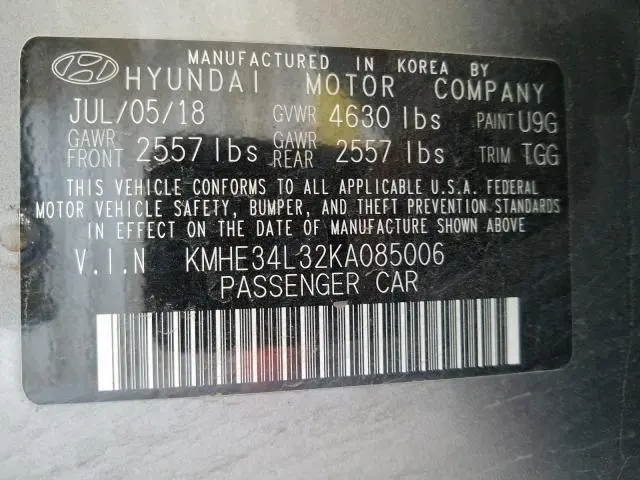 MANUFACTURED IN KOREA BY
HYUNDAI MOTOR COMPANY
JUL/05/18 GVWR 4630 lbs PAINT U9G
GAWR FRONT 2557 lbs GAWR -REAR 2557 lbs TRIM TGG
THIS VEHICLE CONFORMS TO ALL APPLICABLE U.S.A. FEDERAL
MOTOR VEHICLE SAFETY, BUMPER, AND THEFT PREVENTION STANDARDS
IN EFFECT ON THE DATE OF MANUFACTURE SHOWN ABOVE.
V.I.N KMHE34L32KA085006
PASSENGER CAR